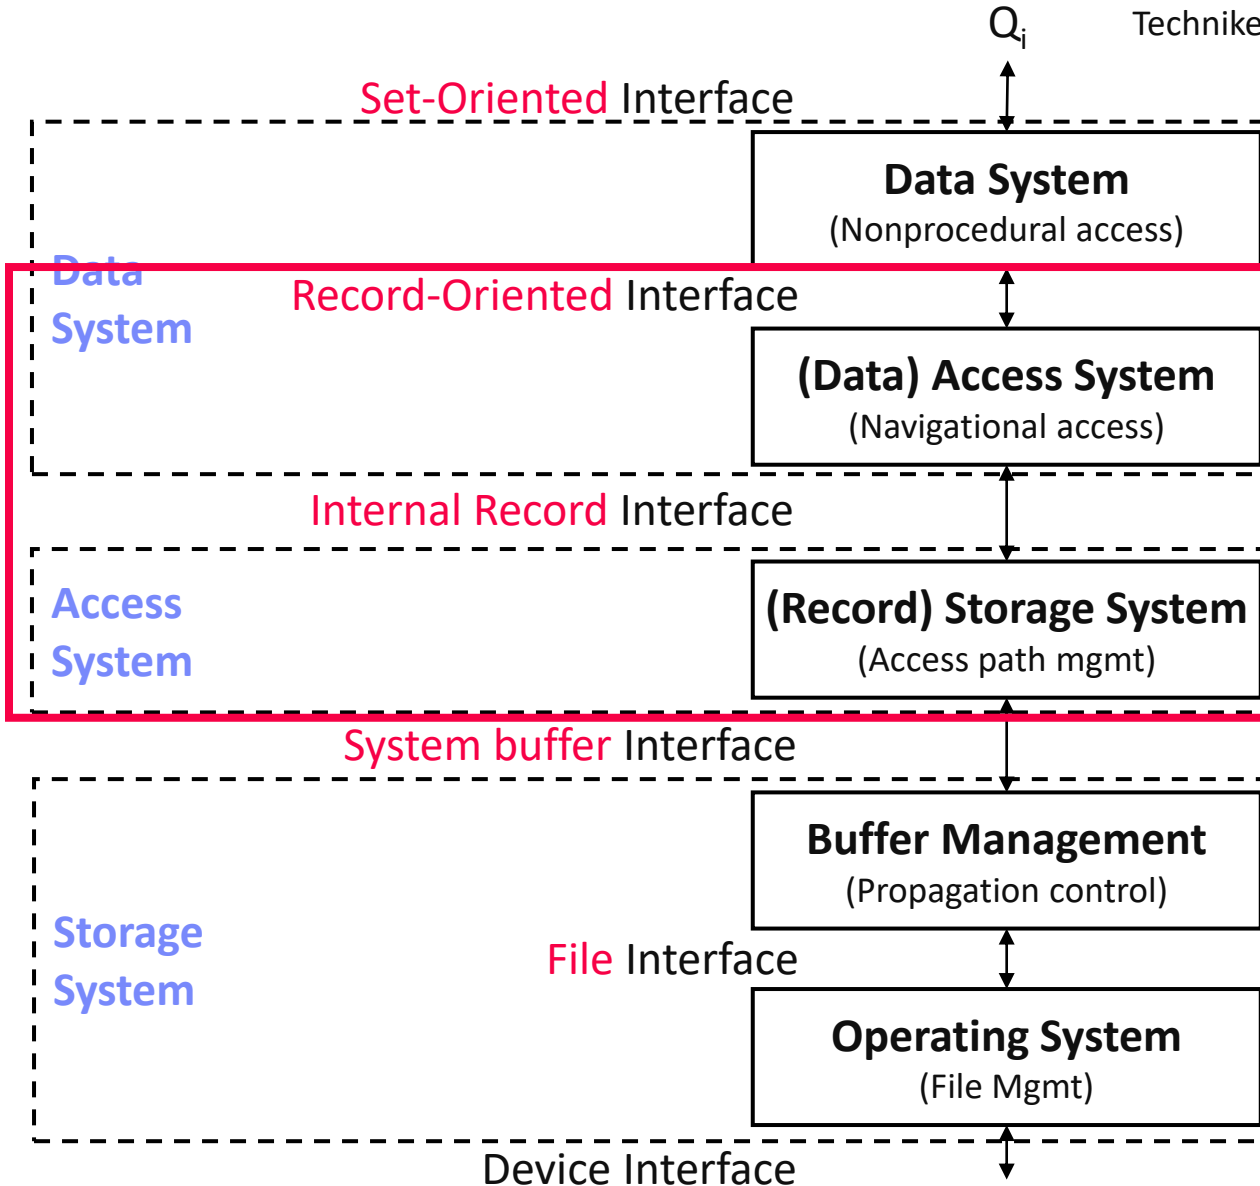 Q_i
Technike
Set-Oriented Interface
Data System
(Nonprocedural access)
Data
System
Record-Oriented Interface
(Data) Access System
(Navigational access)
Internal Record Interface
Access
System
(Record) Storage System
(Access path mgmt)
System buffer Interface
Buffer Management
(Propagation control)
Storage
System
File Interface
Operating System
(File Mgmt)
Device Interface